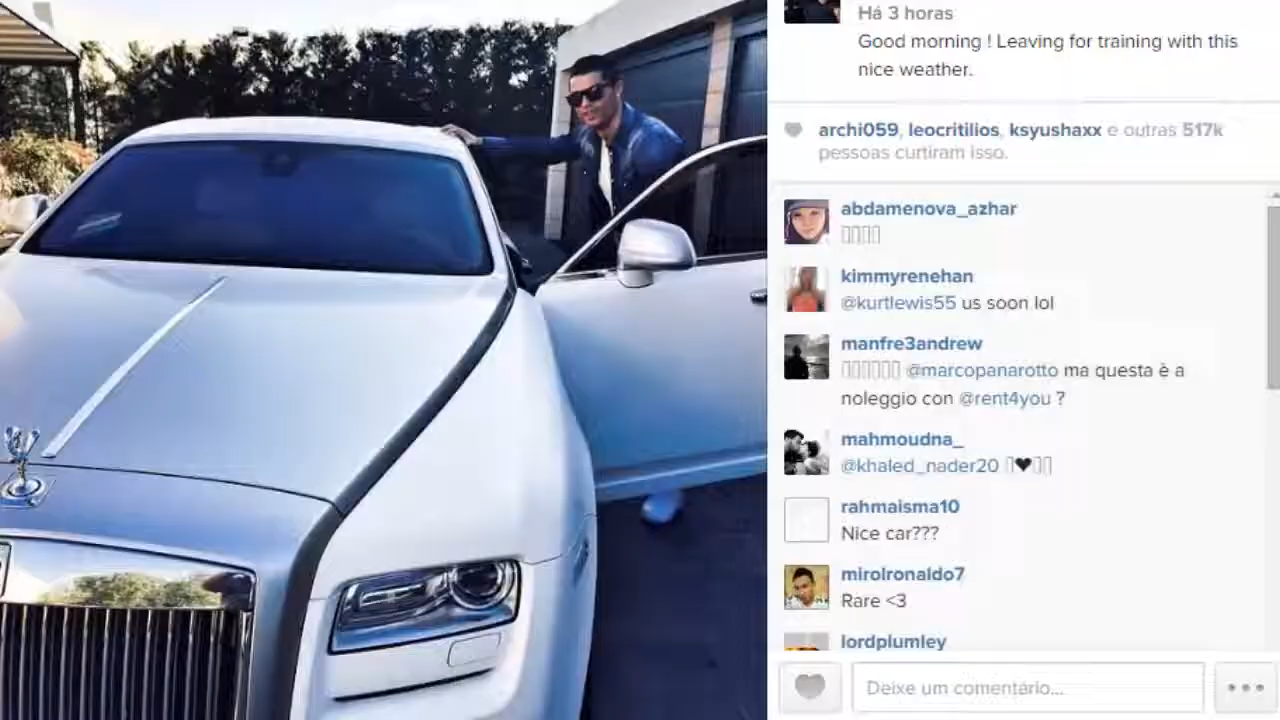 Há 3 horas
Good morning ! Leaving for training with this
nice weather.
archi059, leocritilios, ksyushaxx e outras 517k
pessoas curtiram isso.
abdamenova_azhar
kimmyrenehan
@kurtlewis55 us soon lol
manfre3andrew
@marcopanarotto ma questa è a
noleggio con @rent4you ?
mahmoudna_
@khaled_nader20 ♥
rahmaisma10
Nice car???
mirolronaldo7
Rare <3
lordplumley
Deixe um comentário...